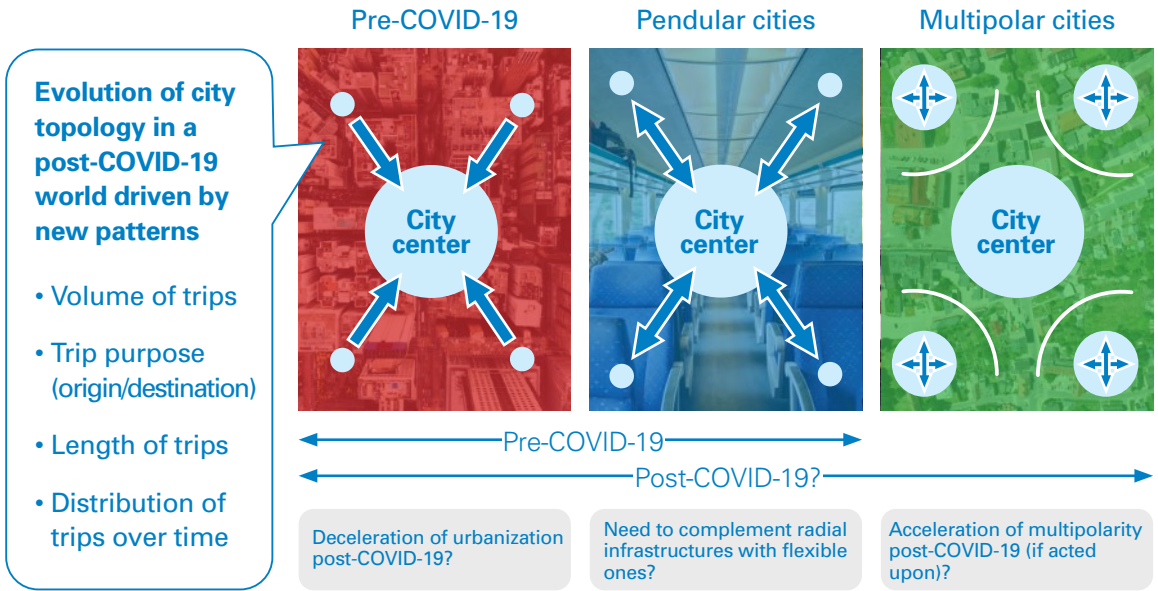 Pre-COVID-19
Pendular cities
Multipolar cities
Evolution of city
topology in a
post-COVID-19
world driven by
new patterns
• Volume of trips
• Trip purpose
(origin/destination)
• Length of trips
• Distribution of
trips over time
City
center
City
center
City
center
Pre-COVID-19
Post-COVID-19?
Deceleration of urbanization
post-COVID-19?
Need to complement radial
infrastructures with flexible
ones?
Acceleration of multipolarity
post-COVID-19 (if acted
upon)?